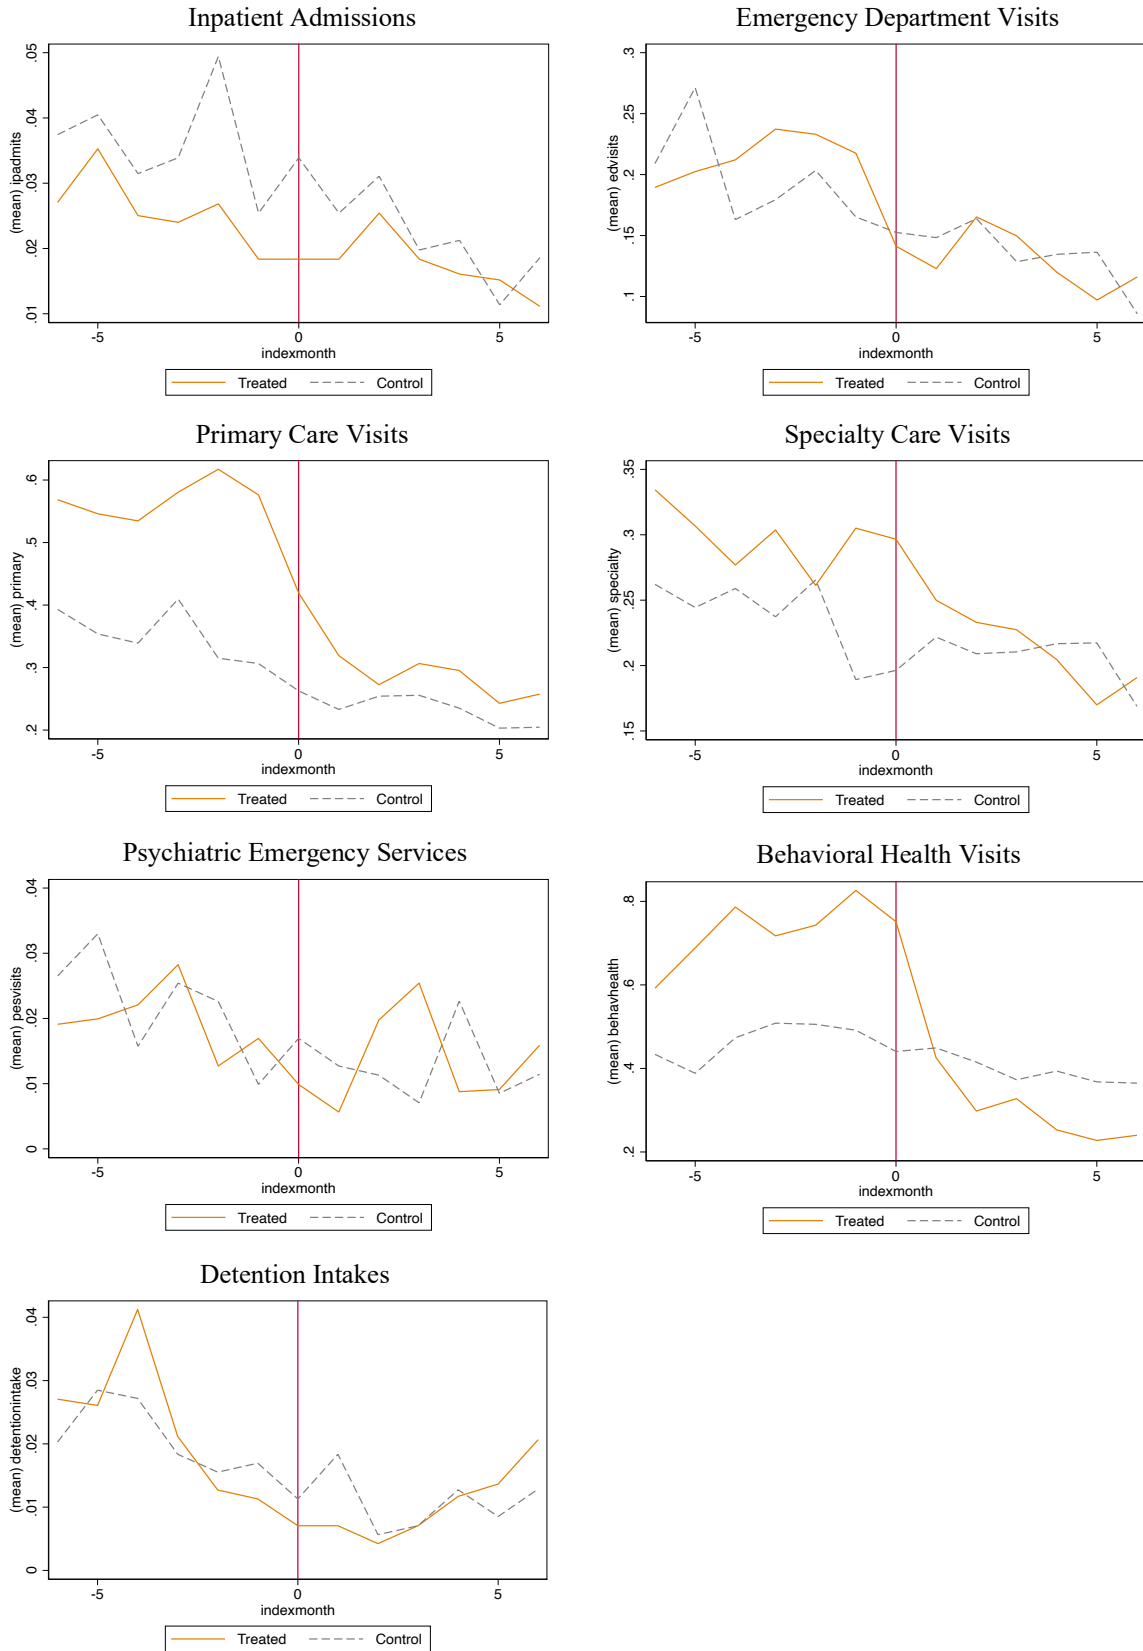 Inpatient Admissions
(mean) ipadmits
.05
.04
.03
.02
.01
-5 0 5
indexmonth
Treated Control
Emergency Department Visits
(mean) edvisits
.3
.25
.2
.15
.1
-5 0 5
indexmonth
Treated Control
Primary Care Visits
(mean) primary
.6
.5
.4
.3
.2
-5 0 5
indexmonth
Treated Control
Specialty Care Visits
(mean) specialty
.35
.3
.25
.2
.15
-5 0 5
indexmonth
Treated Control
Psychiatric Emergency Services
(mean) pesvisits
.04
.03
.02
.01
0
-5 0 5
indexmonth
Treated Control
Behavioral Health Visits
(mean) behavhealth
.8
.6
.4
.2
-5 0 5
indexmonth
Treated Control
Detention Intakes
(mean) detentionintake
.04
.03
.02
.01
0
-5 0 5
indexmonth
Treated Control